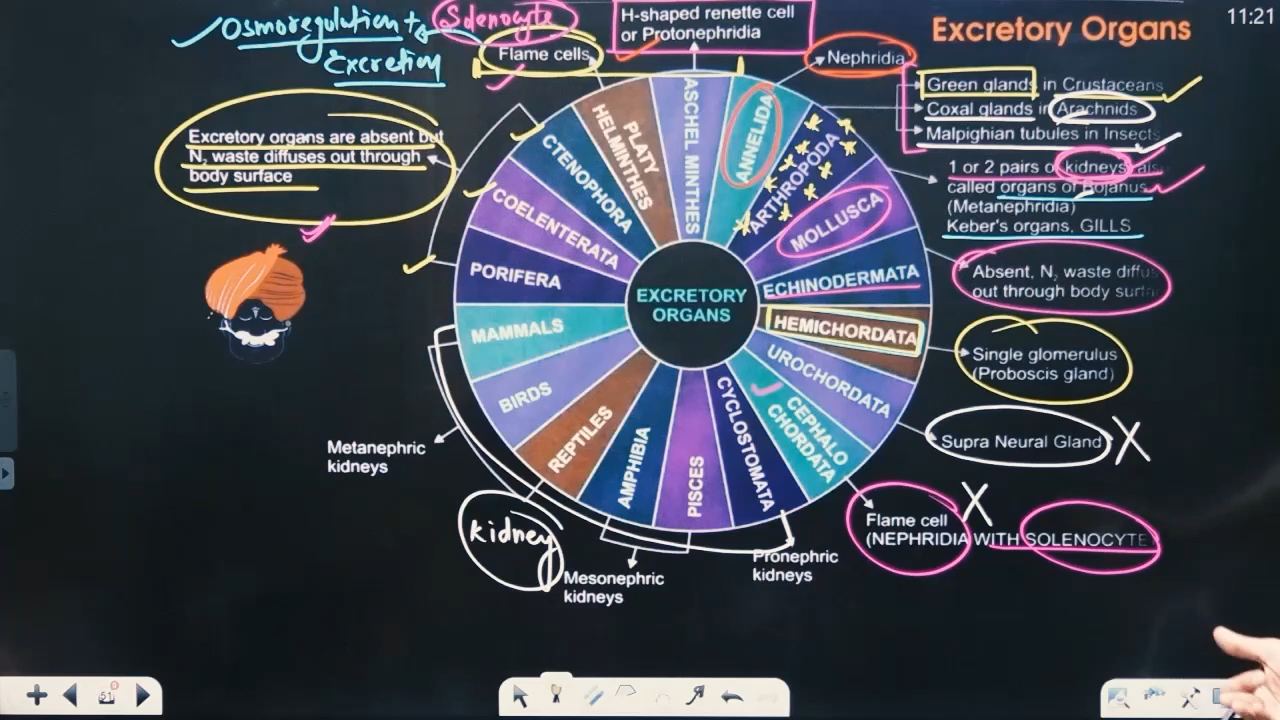 Osmoregulation +
Excretion
Solenocyte
Flame cells
H-shaped renette cell
or Protonephridia
Nephridia
Excretory Organs
11:21
Green glands in Crustaceans
Coxal glands in Arachnids
Malpighian tubules in Insects
1 or 2 pairs of kidneys
called organs of Bojanus
(Metanephridia)
Keber's organs, GILLS
Absent, N₂ waste
out through body
Single glomerulus
(Proboscis gland)
Supra Neural Gland
Flame cell
(NEPHRIDIA WITH SOLENOCYTE
Excretory organs are absent but
N₂ waste diffuses out through
body surface
PORIFERA
COELENTERATA
CTENOPHORA
PLATY
HELMINTHES
ASCHEL MINTHES
ANNELIDA
ARTHROPODA
MOLLUSCA
ECHINODERMATA
HEMICHORDATA
UROCHORDATA
CEPHALO
CHORDATA
CYCLOSTOMATA
PISCES
AMPHIBIA
REPTILES
BIRDS
MAMMALS
EXCRETORY
ORGANS
Metanephric
kidneys
kidney
Mesonephric
kidneys
Pronephric
kidneys
51